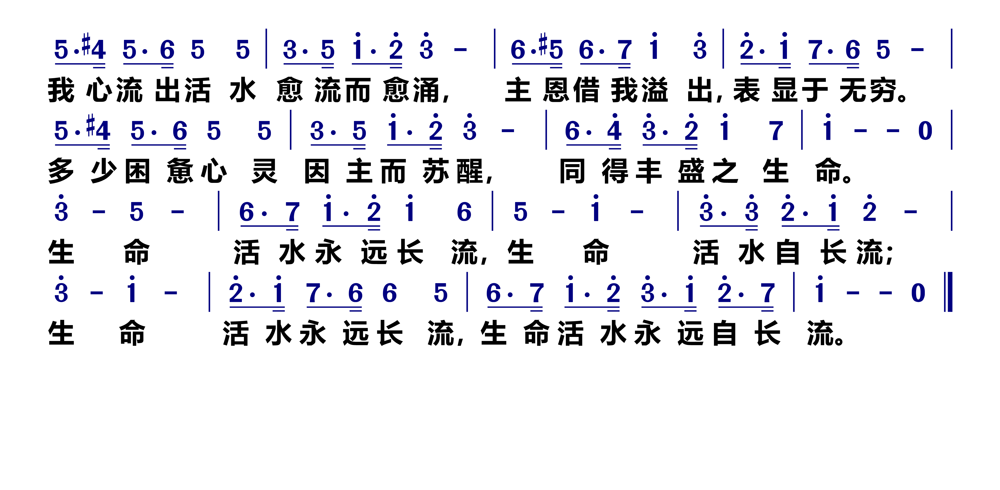 5·♯4 5·6 5 5 | 3·5 1̇·2̇ 3̇ – | 6·♯5 6·7 1̇ 3̇ | 2̇·1̇ 7·6 5 – |
我心流出活水愈流而愈涌，主恩借我溢出，表显于无穷。
5·♯4 5·6 5 5 | 3·5 1̇·2̇ 3̇ – | 6·4̇ 3̇·2̇ 1̇ 7 | 1̇ – – 0 |
多少困惫心灵因主而苏醒，同得丰盛之生命。
3̇ – 5 – | 6·7 1̇·2̇ 1̇ 6 | 5 – 1̇ – | 3̇·3̇ 2̇·1̇ 2̇ – |
生命活水永远长流，生命活水自长流；
3̇ – 1̇ – | 2̇·1̇ 7·6 6 5 | 6·7 1̇·2̇ 3̇·1̇ 2̇·7 | 1̇ – – 0 ‖
生命活水永远长流，生命活水永远自长流。